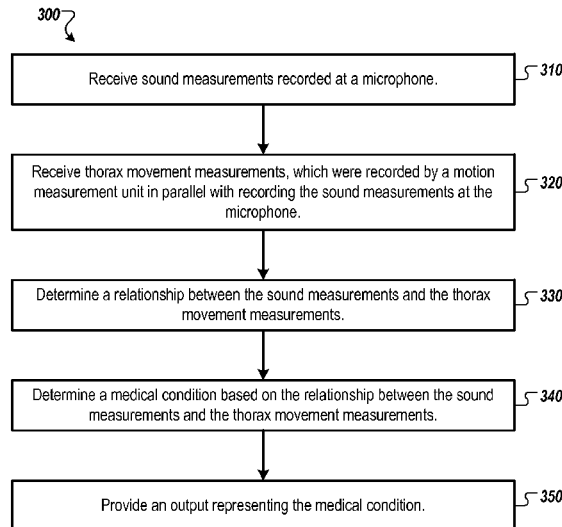 300
Receive sound measurements recorded at a microphone.
310
Receive thorax movement measurements, which were recorded by a motion
measurement unit in parallel with recording the sound measurements at the
microphone.
320
Determine a relationship between the sound measurements and the thorax
movement measurements.
330
Determine a medical condition based on the relationship between the sound
measurements and the thorax movement measurements.
340
Provide an output representing the medical condition.
350